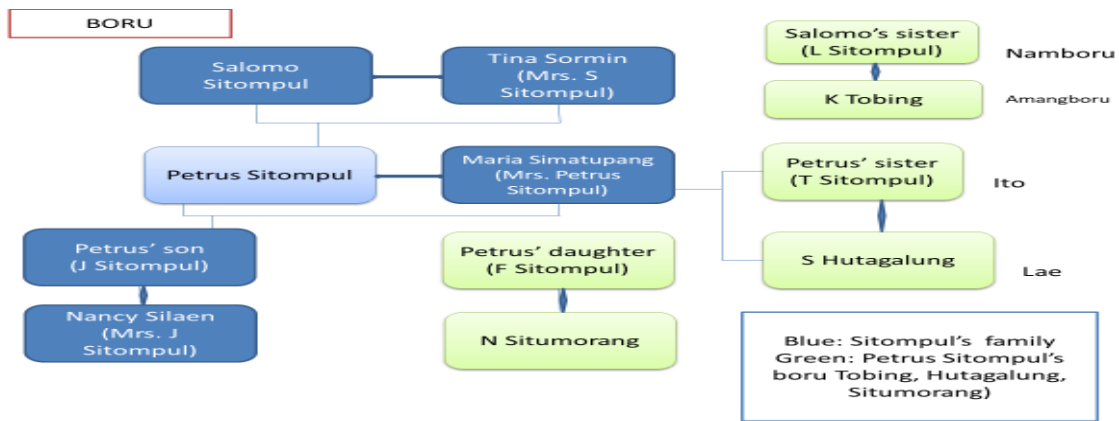 BORU
Salomo
Sitompul
Tina Sormin
(Mrs. S
Sitompul)
Salomo's sister
(L Sitompul)
Namboru
K Tobing
Amangboru
Petrus Sitompul
Maria Simatupang
(Mrs. Petrus
Sitompul)
Petrus' sister
(T Sitompul)
Ito
Petrus' son
(J Sitompul)
Petrus' daughter
(F Sitompul)
S Hutagalung
Lae
Nancy Silaen
(Mrs. J
Sitompul)
N Situmorang
Blue: Sitompul's family
Green: Petrus Sitompul's
boru Tobing, Hutagalung,
Situmorang)